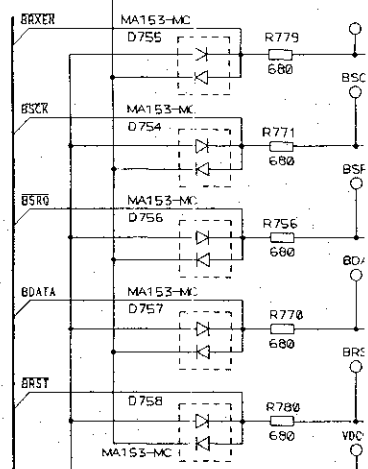 BRXER MA153-MC
D755 R779
680
BSC
BSCK MA153-MC
D754 R771
680
BSR
BSRQ MA153-MC
D756 R756
680
BDA
BDATA MA153-MC
D757 R770
680
BRS
BRST D758 R780
680
MA153-MC VDC